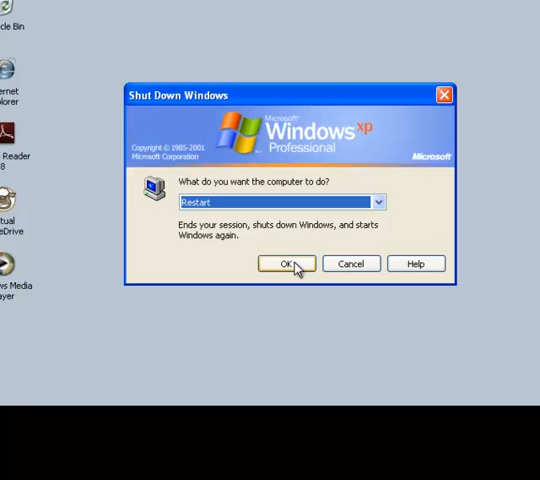 cle Bin
ernet
plorer
Reader
8
tual
eDrive
ws Media
ayer
Shut Down Windows
Microsoft
Windows xp
Professional
Copyright © 1985-2001
Microsoft Corporation
Microsoft
What do you want the computer to do?
Restart
Ends your session, shuts down Windows, and starts
Windows again.
OK
Cancel
Help